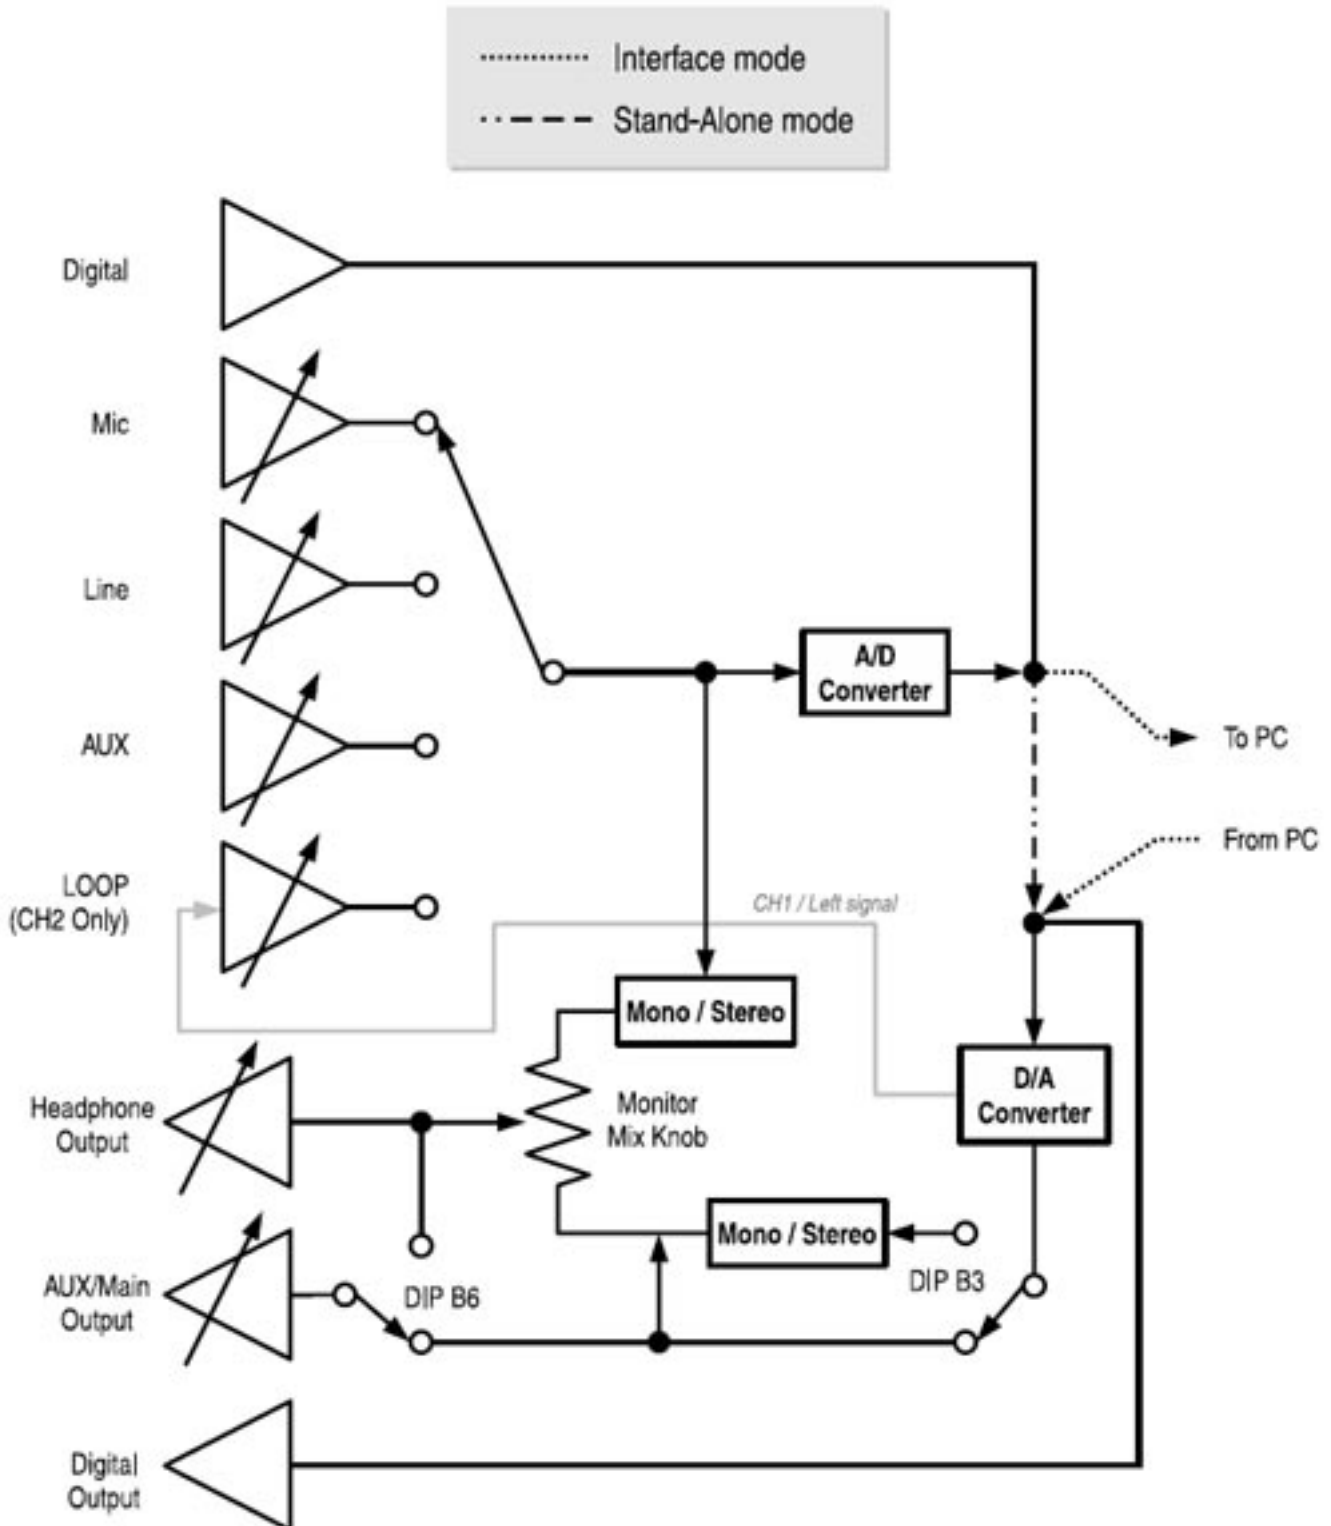 Interface mode
Stand-Alone mode
Digital
Mic
Line
AUX
LOOP
(CH2 Only)
A/D
Converter
To PC
From PC
CH1 / Left signal
Mono / Stereo
Monitor
Mix Knob
D/A
Converter
Headphone
Output
Mono / Stereo
DIP B3
AUX/Main
Output
DIP B6
Digital
Output